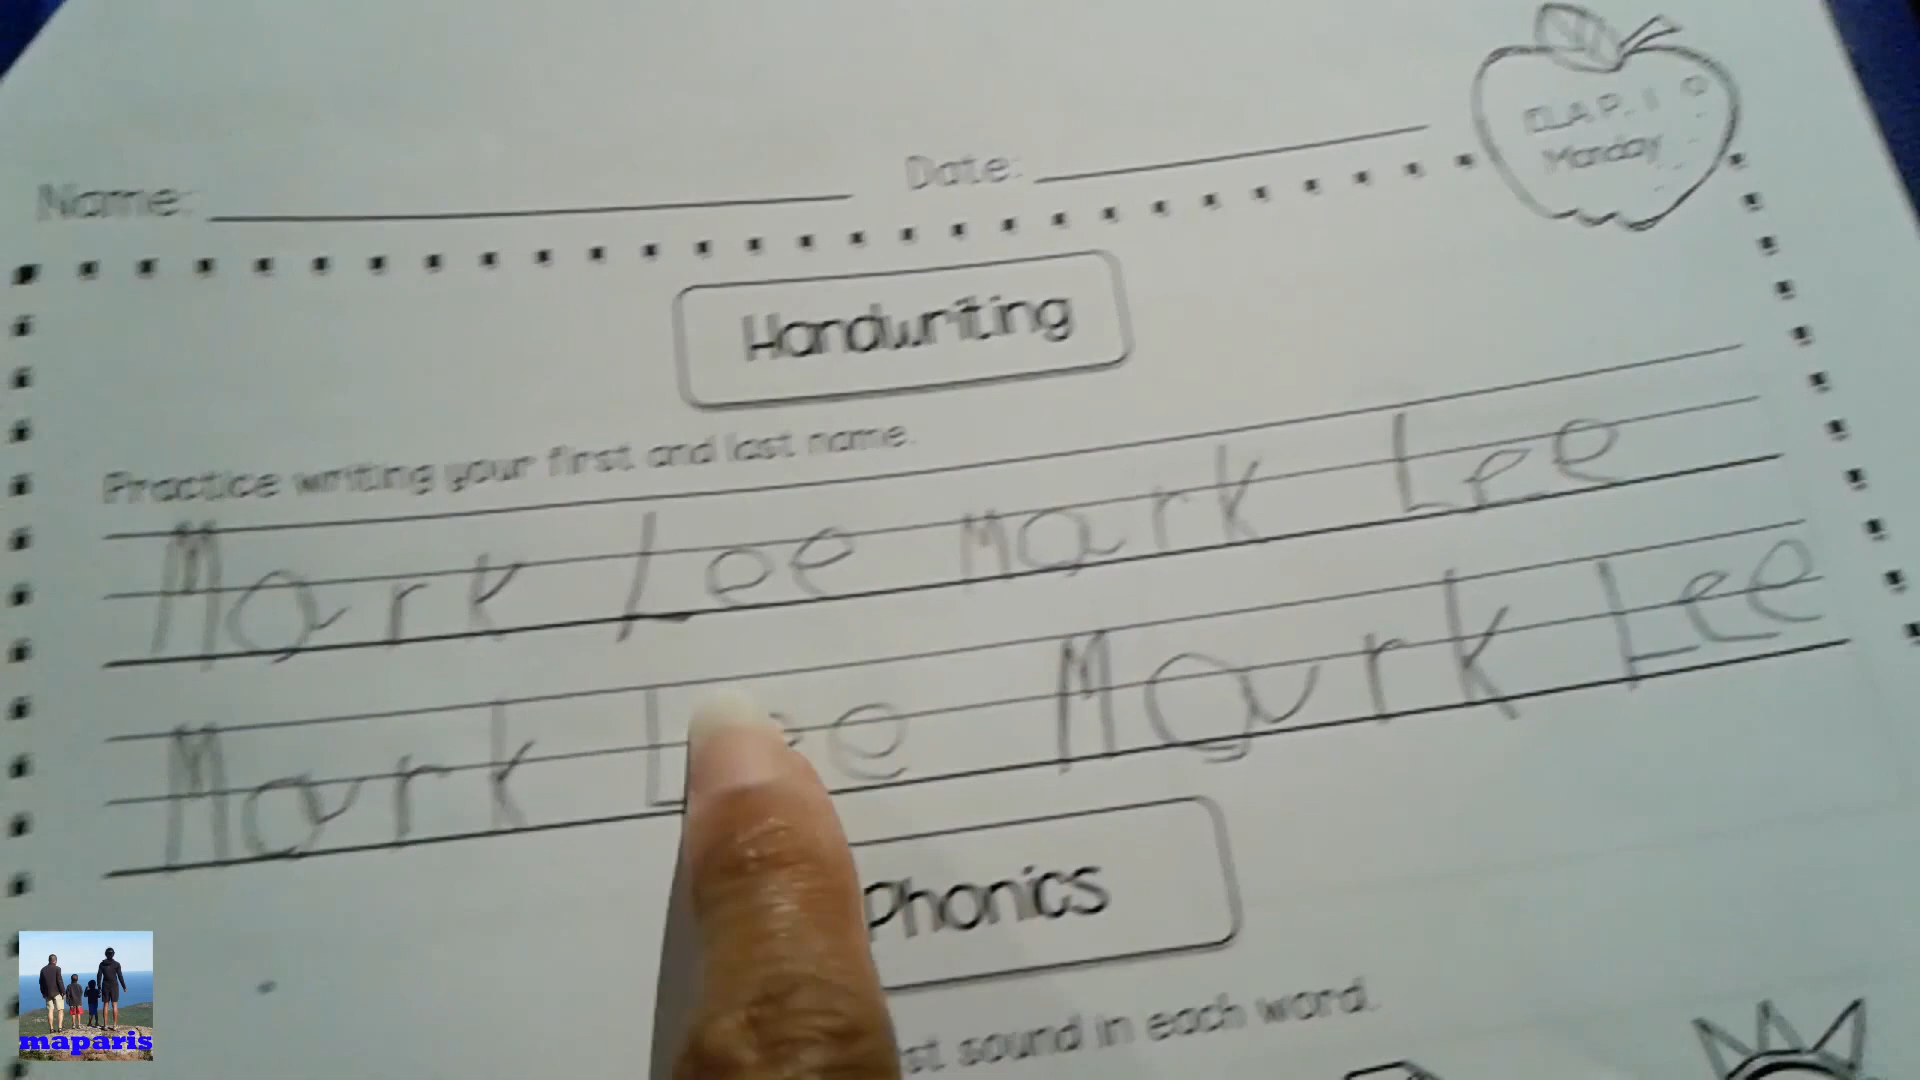 ELA P. 1
Monday
Name: Date:
Handwriting
Practice writing your first and last name.
Mark Lee Mark Lee
Mark Lee Mark Lee
Phonics
sound in each word.
maparis